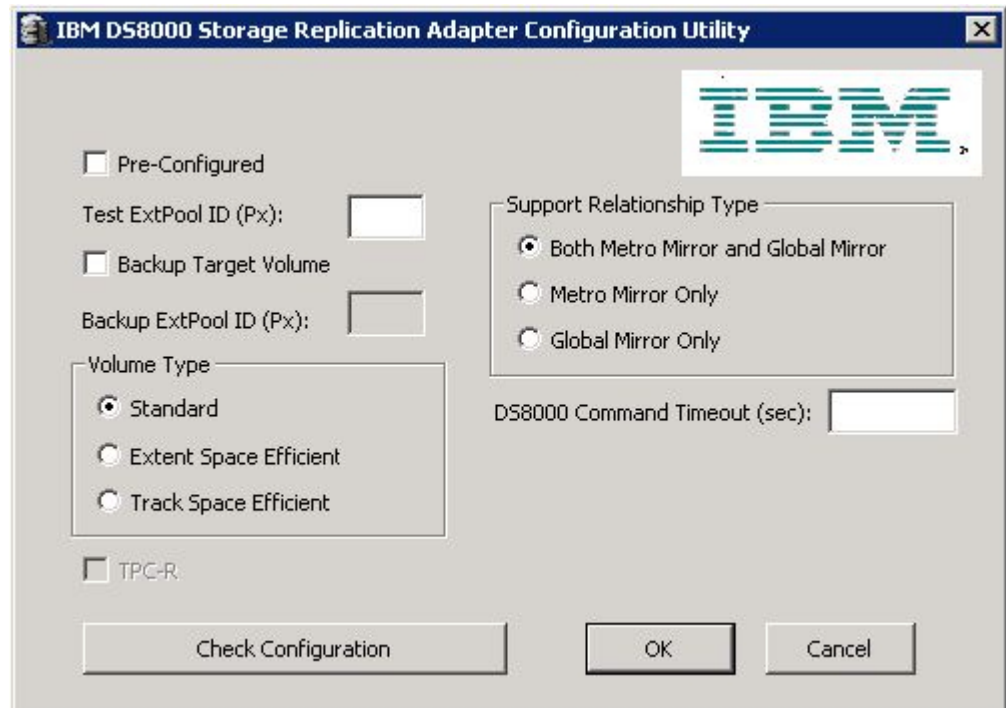 IBM DS8000 Storage Replication Adapter Configuration Utility
IBM
Pre-Configured
Test ExtPool ID (Px):
Backup Target Volume
Backup ExtPool ID (Px):
Volume Type
Standard
Extent Space Efficient
Track Space Efficient
TPC-R
Support Relationship Type
Both Metro Mirror and Global Mirror
Metro Mirror Only
Global Mirror Only
DS8000 Command Timeout (sec):
Check Configuration
OK
Cancel